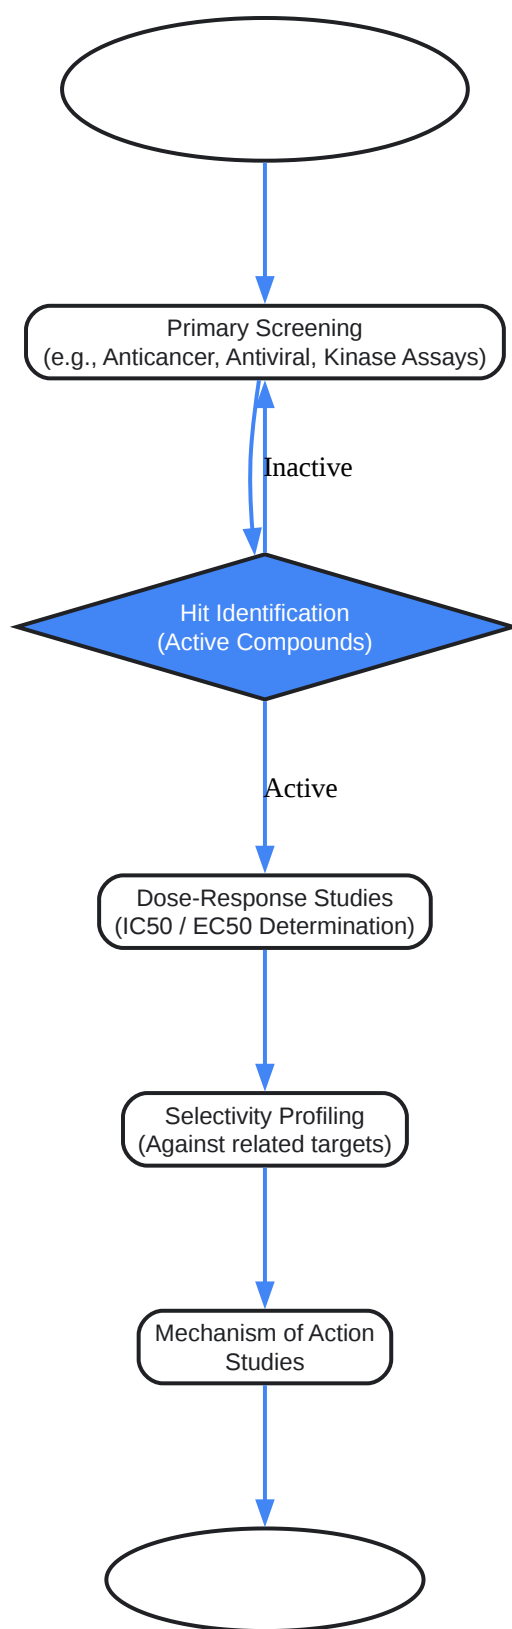 Primary Screening
(e.g., Anticancer, Antiviral, Kinase Assays)
Inactive
Hit Identification
(Active Compounds)
Active
Dose-Response Studies
(IC50 / EC50 Determination)
Selectivity Profiling
(Against related targets)
Mechanism of Action
Studies